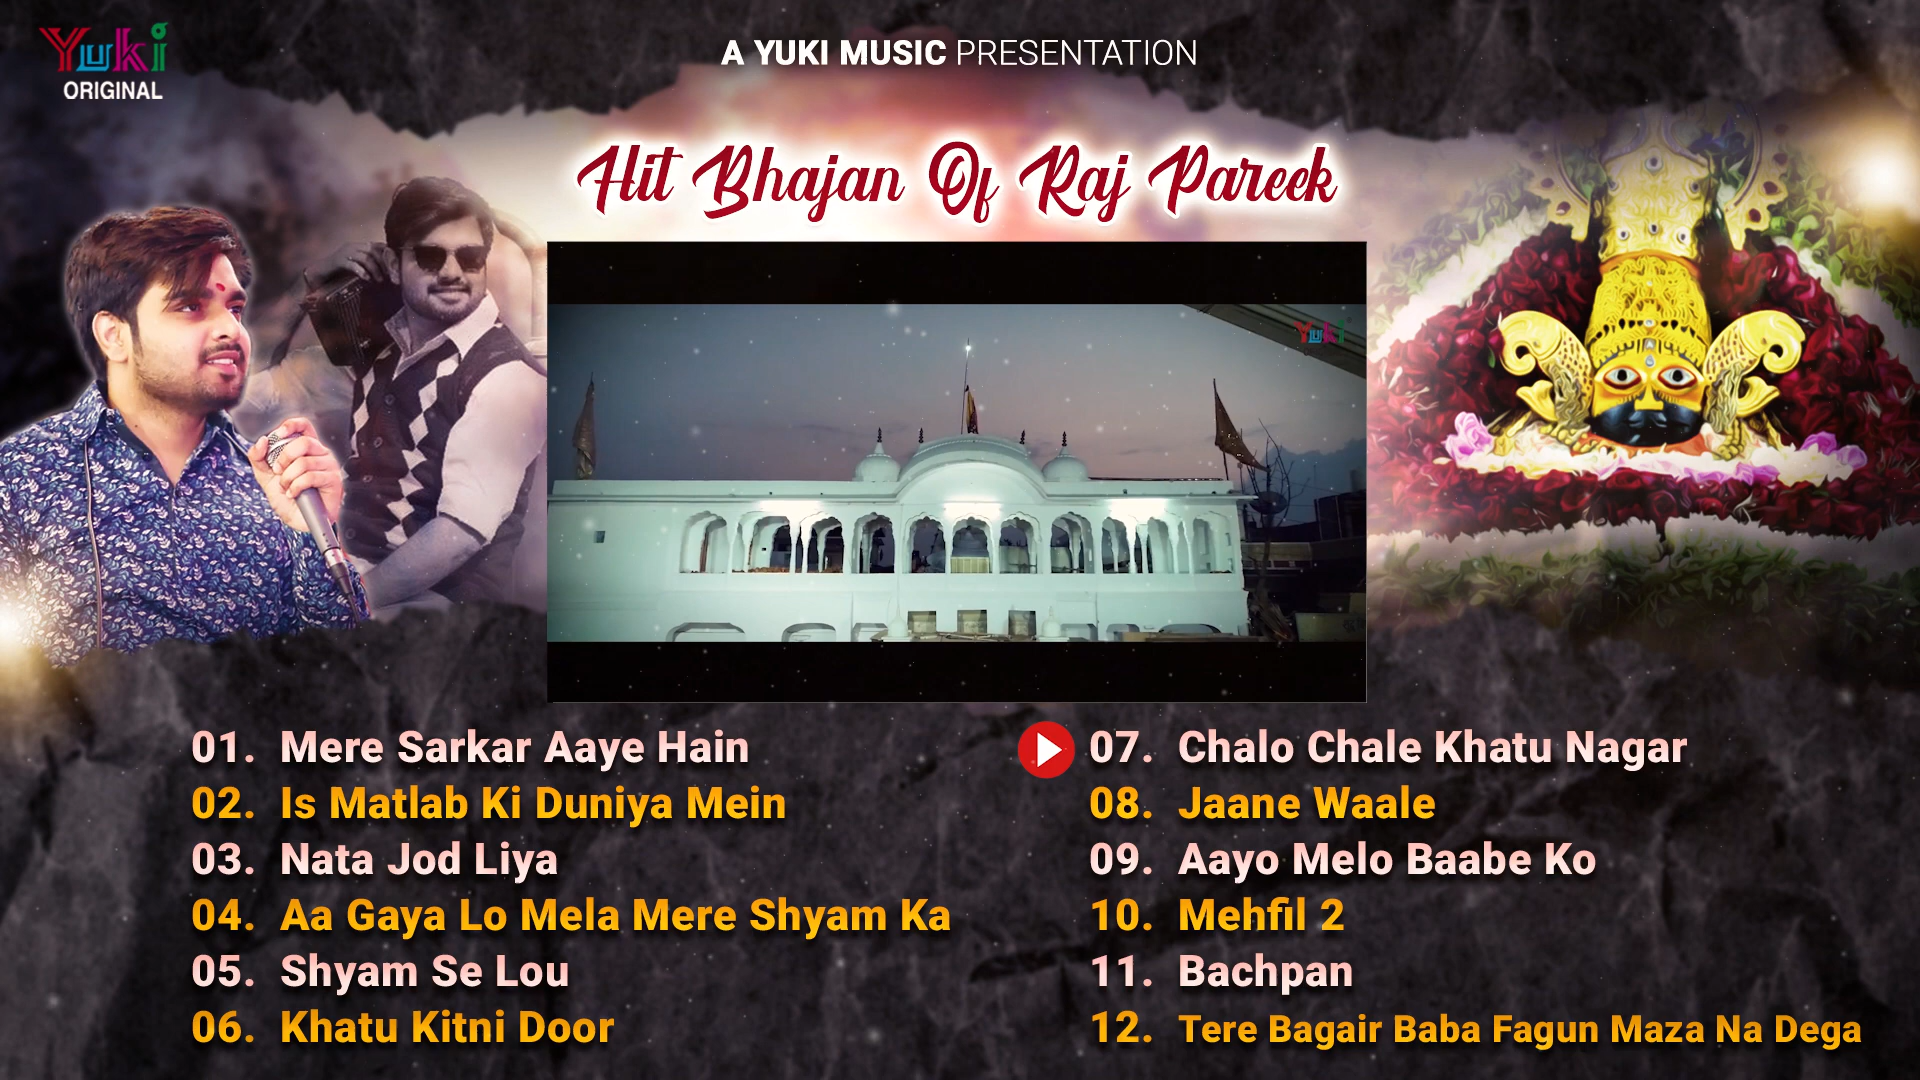 Yuki
ORIGINAL
A YUKI MUSIC PRESENTATION
Hit Bhajan Of Raj Pareek
Yuki
01. Mere Sarkar Aaye Hain
02. Is Matlab Ki Duniya Mein
03. Nata Jod Liya
04. Aa Gaya Lo Mela Mere Shyam Ka
05. Shyam Se Lou
06. Khatu Kitni Door
07. Chalo Chale Khatu Nagar
08. Jaane Waale
09. Aayo Melo Baabe Ko
10. Mehfil 2
11. Bachpan
12. Tere Bagair Baba Fagun Maza Na Dega